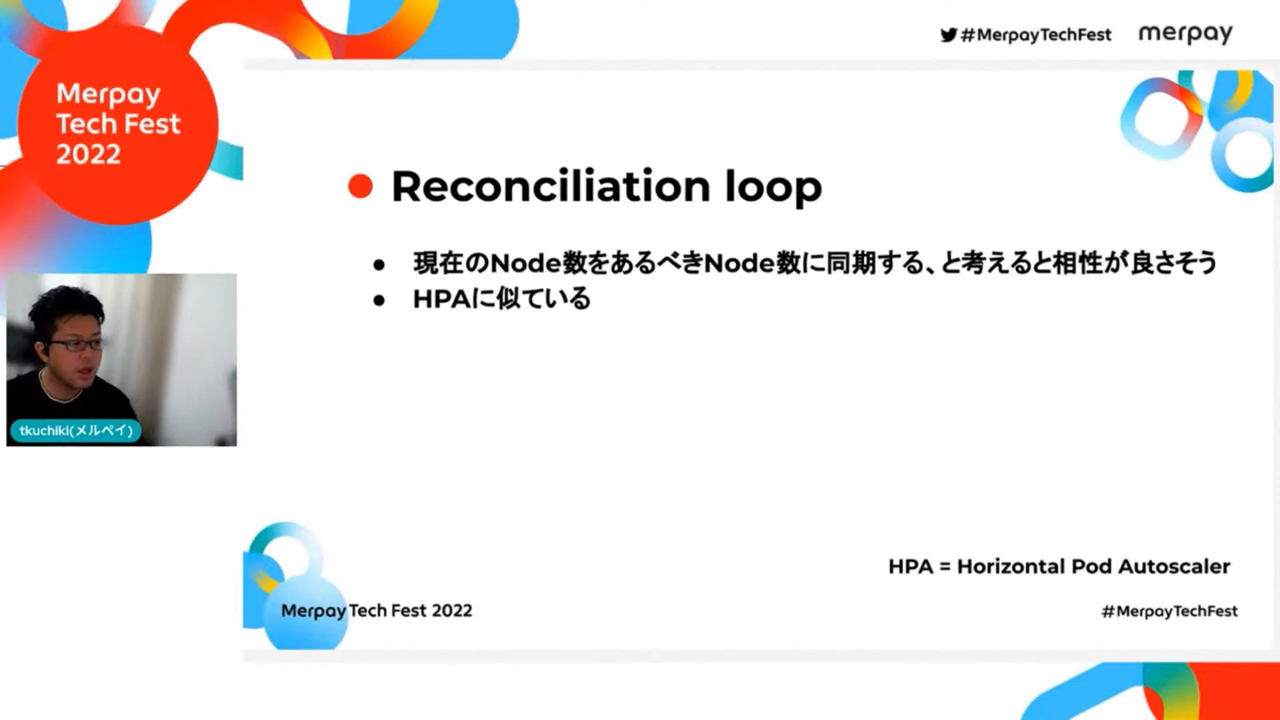 #MerpayTechFest merpay
Merpay
Tech Fest
2022
Reconciliation loop
● 現在のNode数をあるべきNode数に同期する、と考えると相性が良さそう
● HPAに似ている
tkuchiki(メルペイ)
HPA = Horizontal Pod Autoscaler
Merpay Tech Fest 2022
#MerpayTechFest